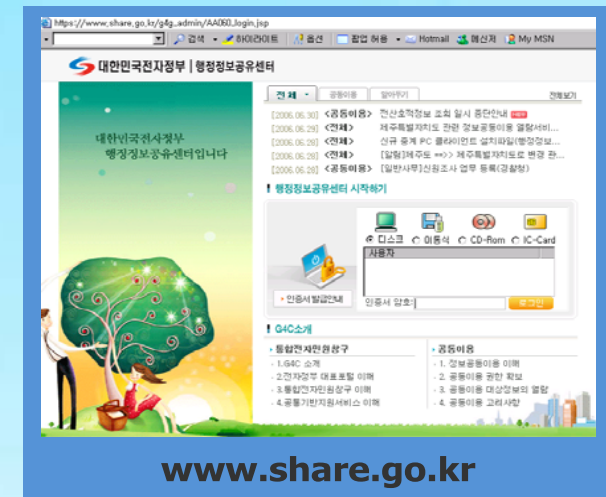 https://www.share.go.kr/g4g_admin/AA060_login.jsp
검색 하이라이트 옵션 팝업 허용 Hotmail 메신저 My MSN
대한민국전자정부 | 행정정보공유센터
전체 공동이용 알아두기 전체보기
[2006.06.30] <공동이용> 전산호적정보 조회 일시 중단안내
[2006.06.29] <전체> 제주특별자치도 관련 정보공동이용 열람서비...
[2006.06.29] <전체> 신규 중계 PC 클라이언트 설치파일(행정정보...
[2006.06.29] <전체> [알림]제주도 ==>> 제주특별자치도로 변경 관...
[2006.06.29] <공동이용> [일반사무]신원조사 업무 등록(경찰청)
대한민국전자정부
행정정보공유센터입니다
! 행정정보공유센터 시작하기
디스크 이동식 CD-Rom IC-Card
사용자
인증서발급안내
인증서 암호: 로그인
! G4C소개
통합전자민원창구
- 1.G4C 소개
- 2.전자정부 대표포털 이해
- 3.통합전자민원창구 이해
- 4.공통기반지원서비스 이해
공동이용
- 1. 정보공동이용 이해
- 2. 공동이용 권한 확보
- 3. 공동이용 대상정보의 열람
- 4. 공동이용 고려사항
www.share.go.kr